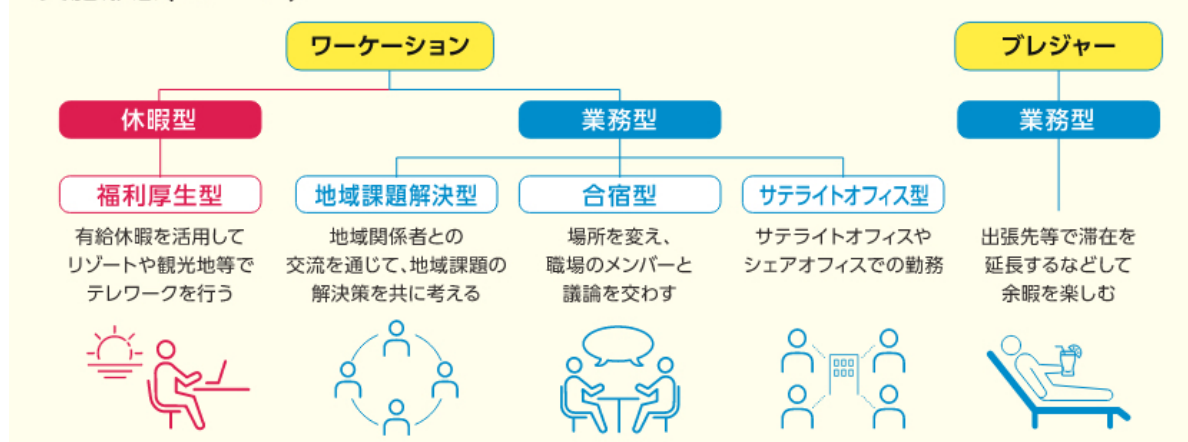 ワーケーション
ブレジャー
休暇型
業務型
業務型
福利厚生型
地域課題解決型
合宿型
サテライトオフィス型
有給休暇を活用して
リゾートや観光地等で
テレワークを行う
地域関係者との
交流を通じて、地域課題の
解決策を共に考える
場所を変え、
職場のメンバーと
議論を交わす
サテライトオフィスや
シェアオフィスでの勤務
出張先等で滞在を
延長するなどして
余暇を楽しむ